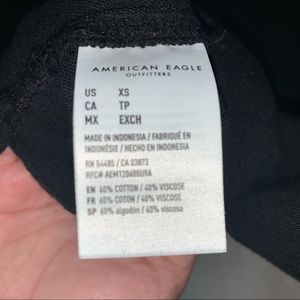 AMERICAN EAGLE
OUTFITTERS
US XS
CA TP
MX EXCH
MADE IN INDONESIA / FABRIQUÉ EN
INDONÉSIE / HECHO EN INDONESIA
RN 54485 / CA 03873
RFC# AEM120605U9A
EN 60% COTTON / 40% VISCOSE
FR 60% COTON / 40% VISCOSE
SP 60% algodón / 40% viscosa